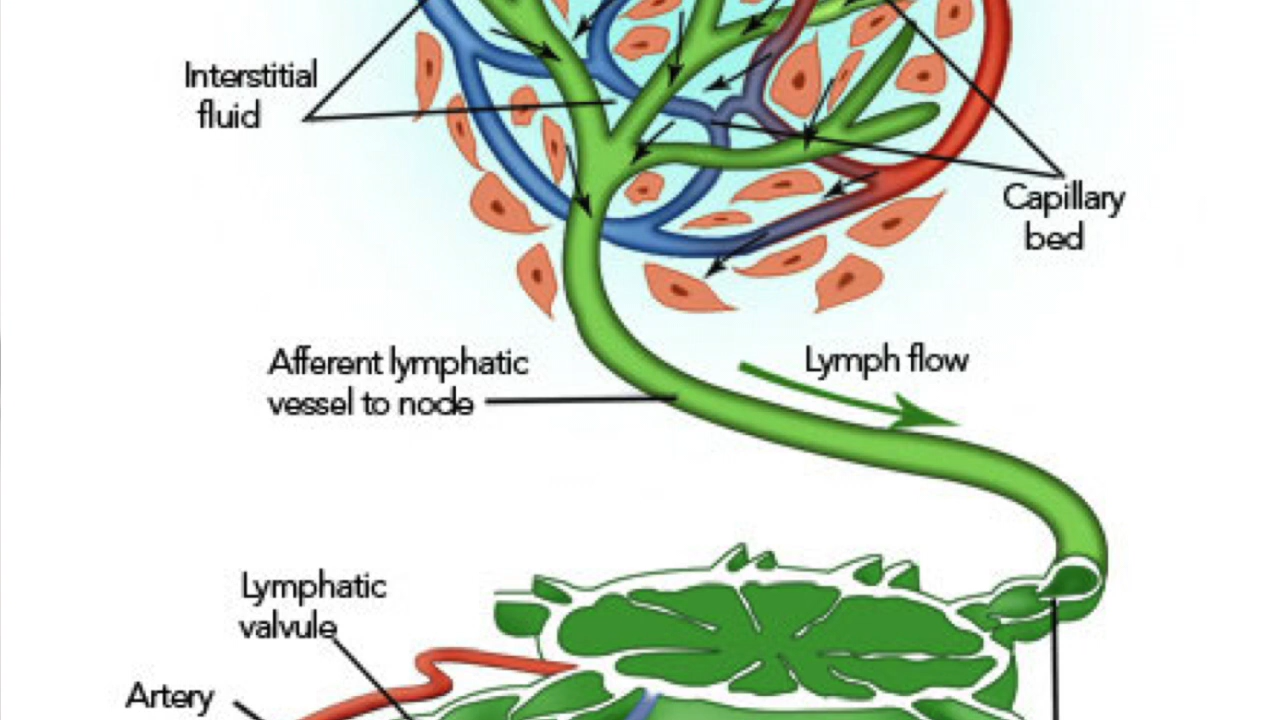 Interstitial
fluid
Capillary
bed
Afferent lymphatic
vessel to node
Lymph flow
Lymphatic
valvule
Artery